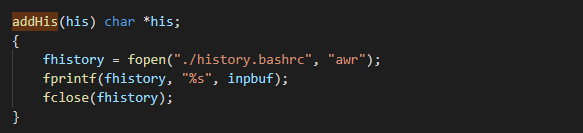 addHis(his) char *his;
{
    fhistory = fopen("./history.bashrc", "awr");
    fprintf(fhistory, "%s", inpbuf);
    fclose(fhistory);
}